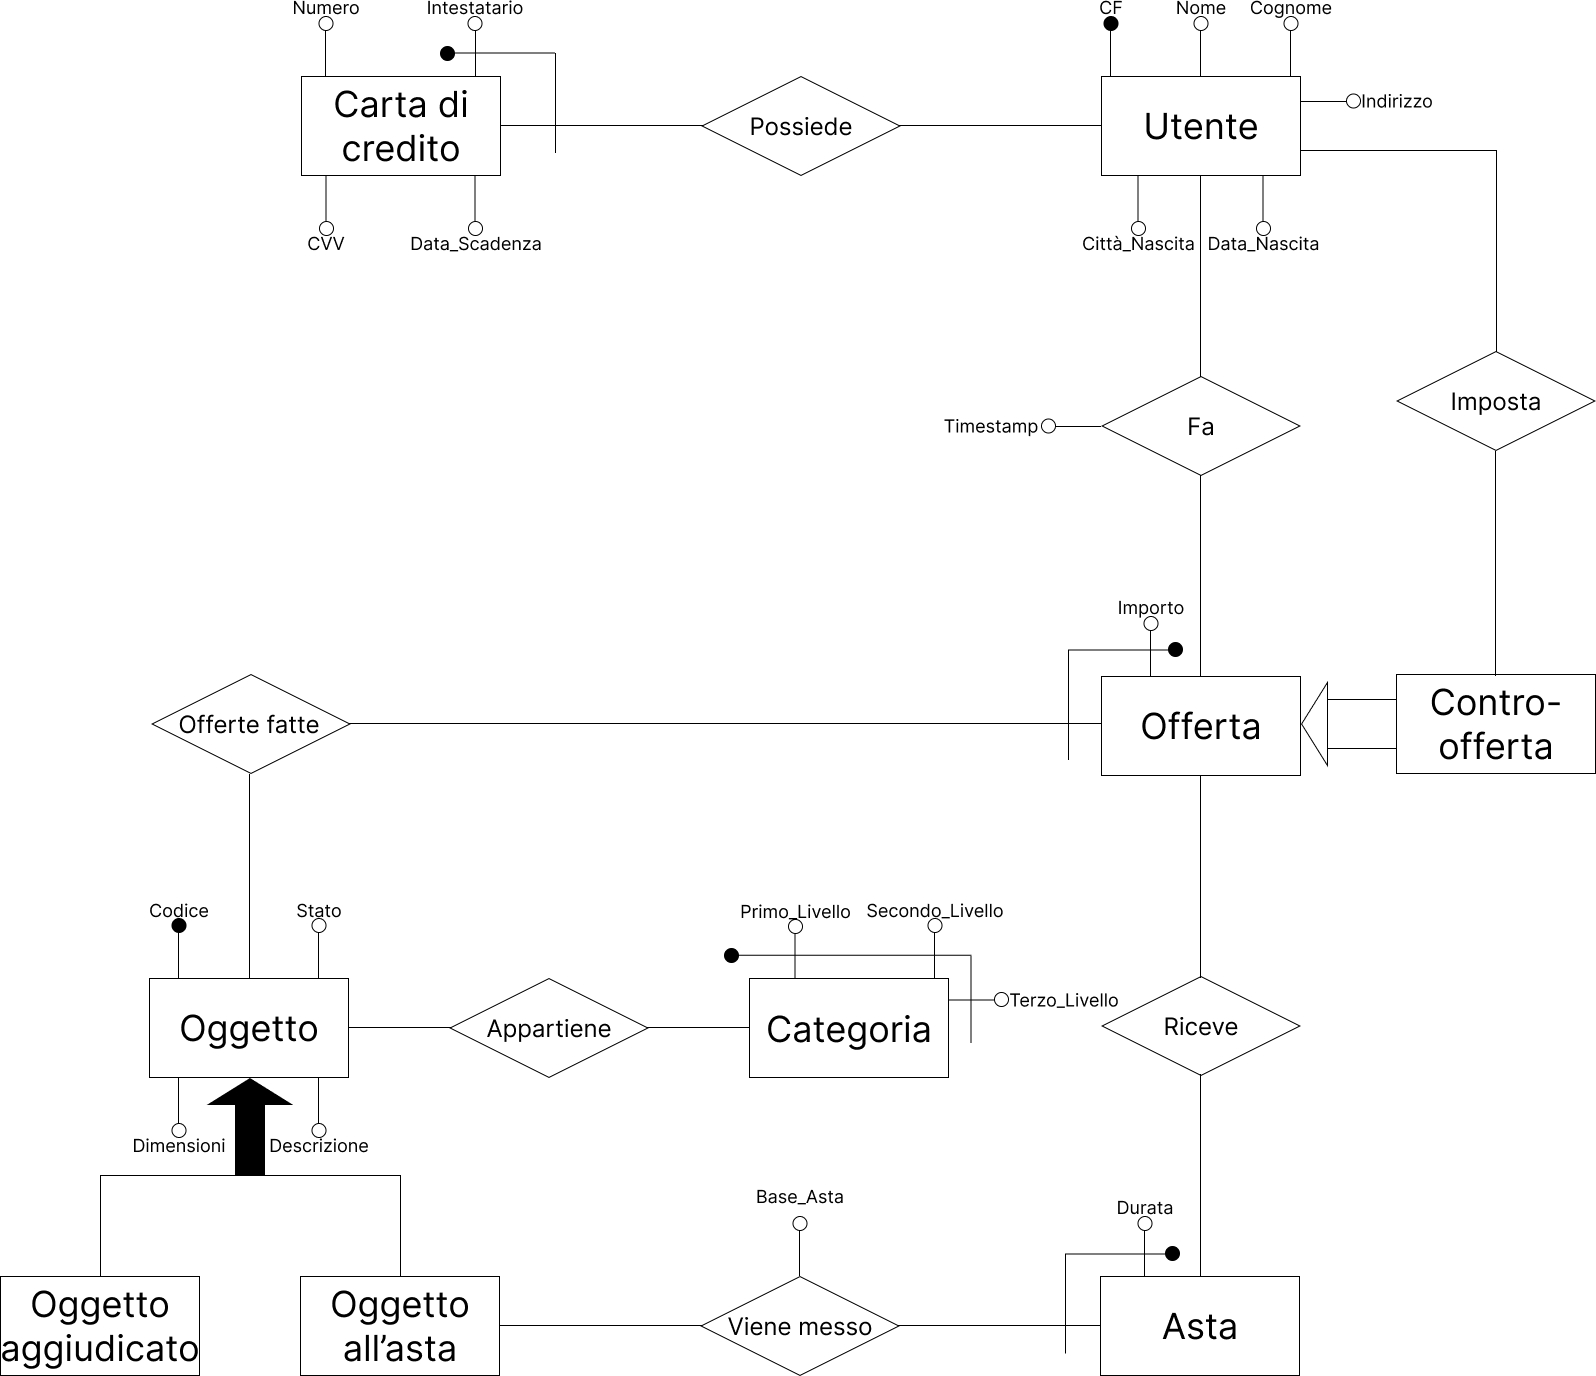 Numero
Intestatario
CF
Nome
Cognome
Carta di
credito
Possiede
Utente
Indirizzo
CVV
Data_Scadenza
Città_Nascita
Data_Nascita
Imposta
Timestamp
Fa
Importo
Offerte fatte
Offerta
Contro-
offerta
Codice
Stato
Primo_Livello
Secondo_Livello
Terzo_Livello
Oggetto
Appartiene
Categoria
Riceve
Dimensioni
Descrizione
Base_Asta
Durata
Oggetto
aggiudicato
Oggetto
all’asta
Viene messo
Asta